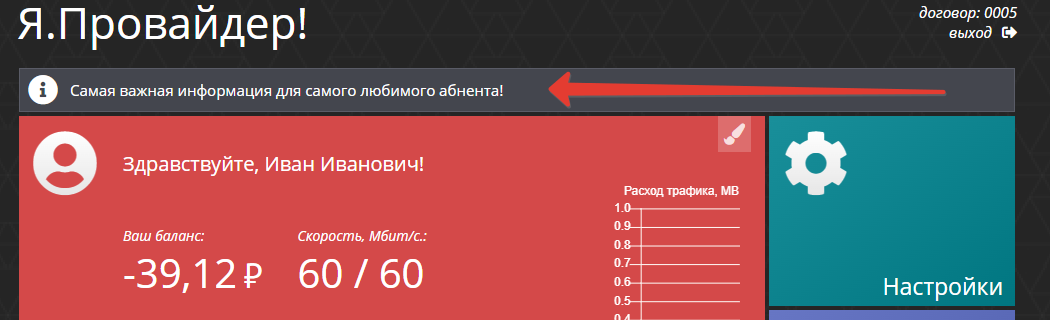 Я.Провайдер!
договор: 0005
выход
Самая важная информация для самого любимого абнента!
Здравствуйте, Иван Иванович!
Расход трафика, MB
1.0
0.9
0.8
0.7
0.6
0.5
0.4
Ваш баланс:
Скорость, Мбит/с.:
-39,12 ₽
60 / 60
Настройки